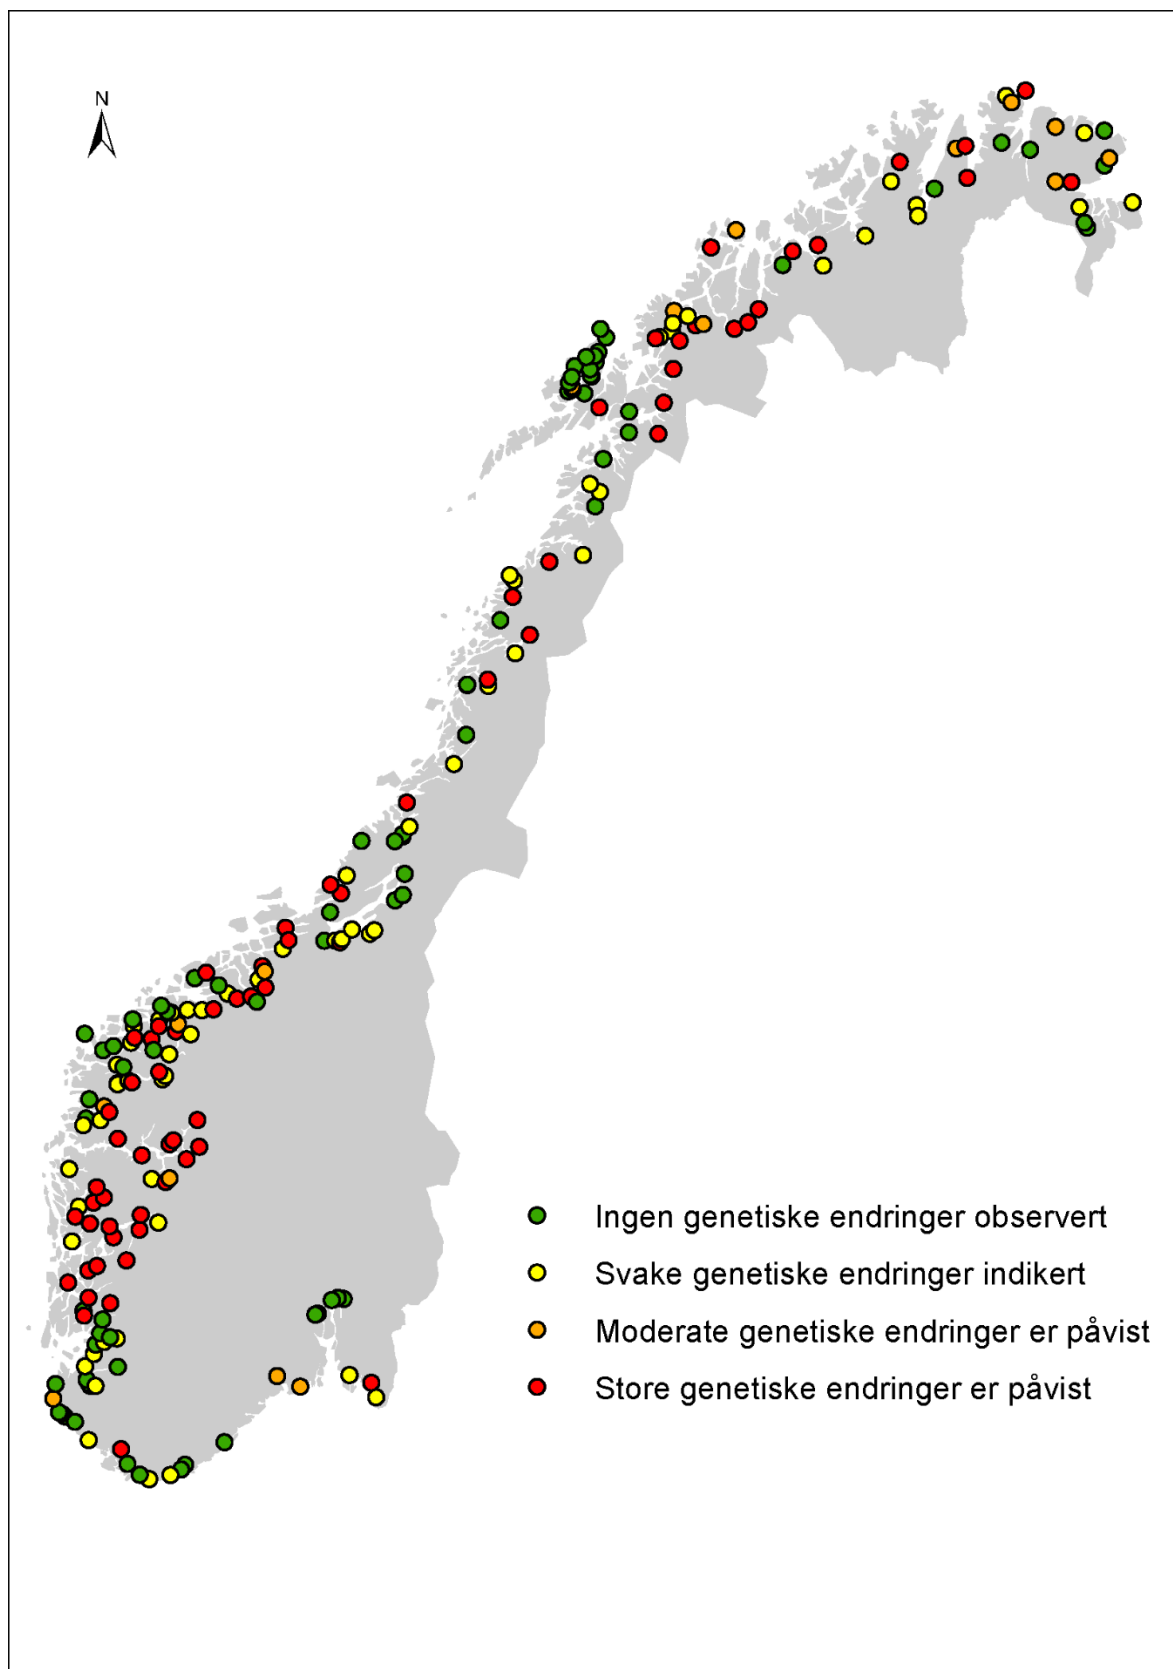 N
Ingen genetiske endringer observert
Svake genetiske endringer indikert
Moderate genetiske endringer er påvist
Store genetiske endringer er påvist